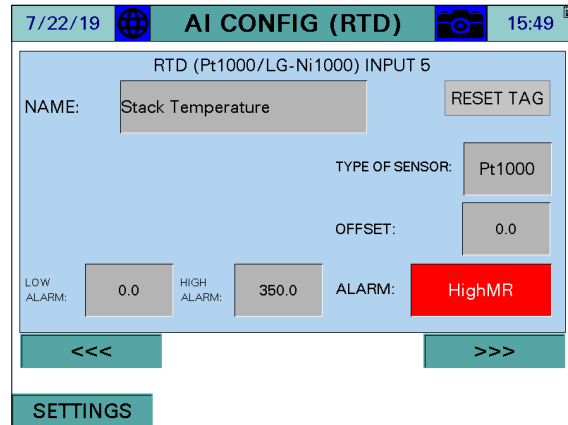 7/22/19 AI CONFIG (RTD) 15:49
RTD (Pt1000/LG-Ni1000) INPUT 5
NAME: Stack Temperature RESET TAG
TYPE OF SENSOR: Pt1000
OFFSET: 0.0
LOW ALARM: 0.0 HIGH ALARM: 350.0 ALARM: HighMR
<<< >>>
SETTINGS